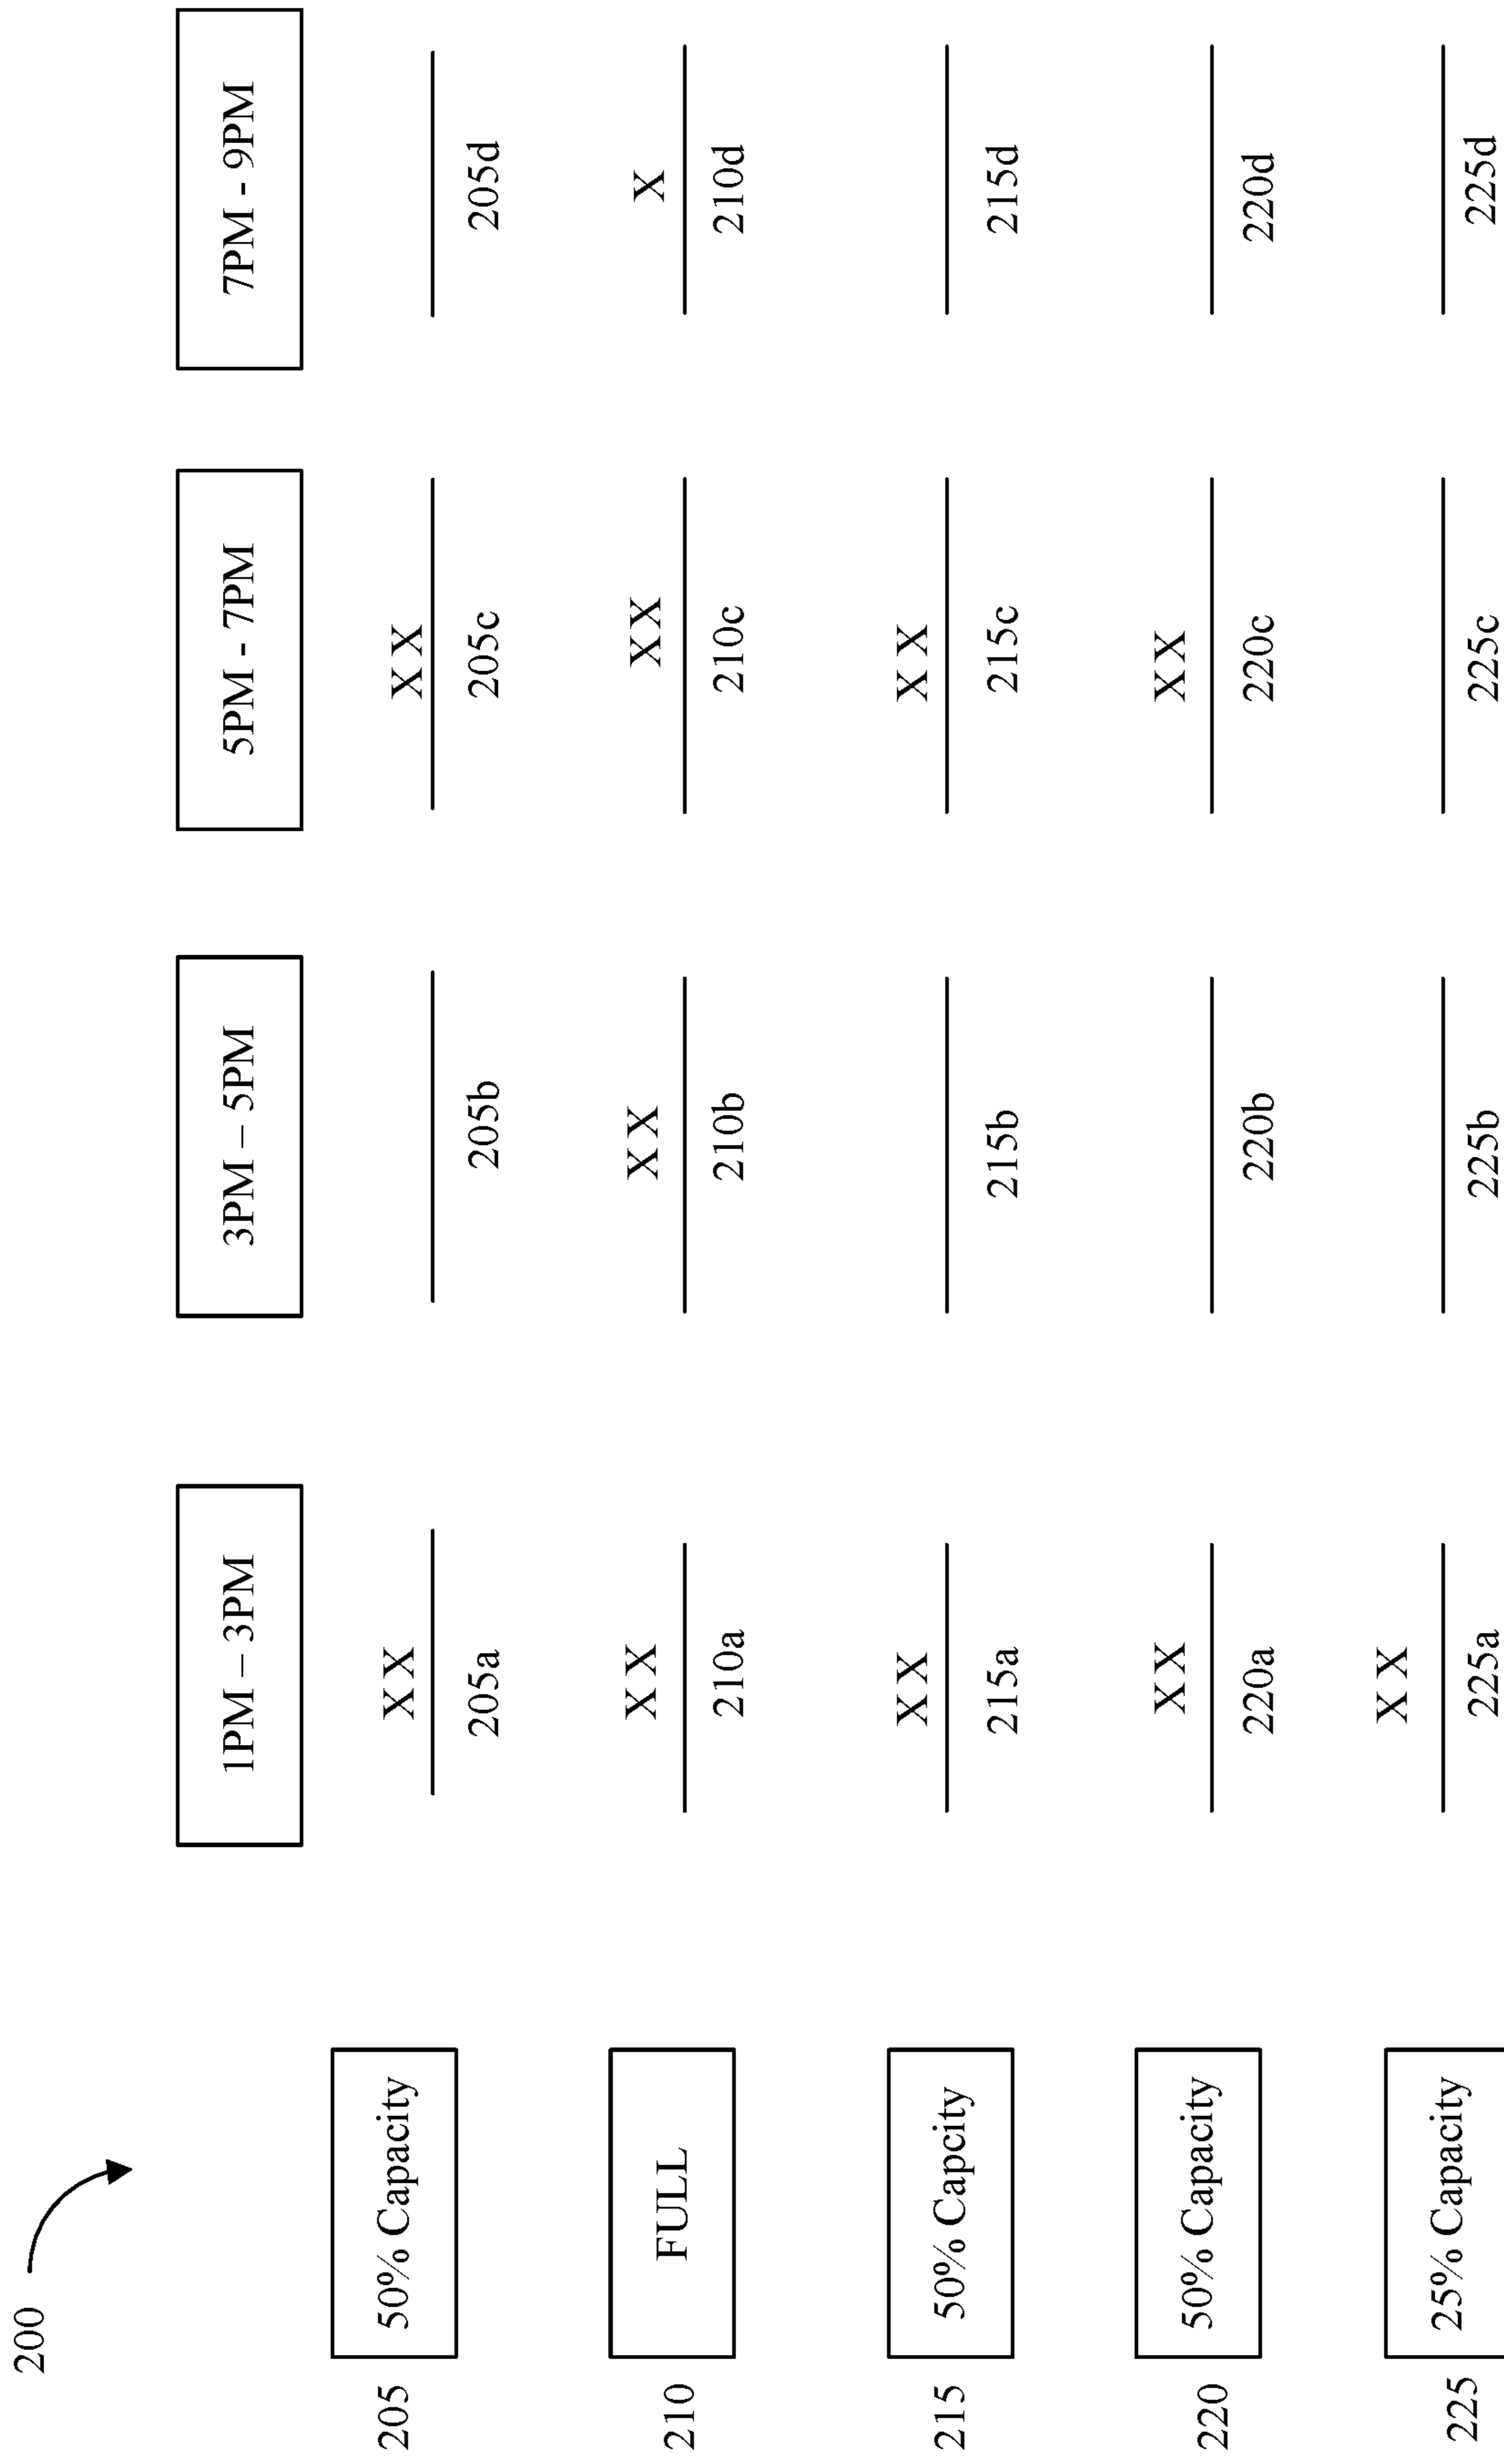 200
1PM – 3PM 3PM – 5PM 5PM - 7PM 7PM - 9PM
205 50% Capacity X X X X
205a 205b 205c 205d
210 FULL X X X X X X X
210a 210b 210c 210d
215 50% Capcity X X X X
215a 215b 215c 215d
220 50% Capacity X X X X
220a 220b 220c 220d
225 25% Capacity X X
225a 225b 225c 225d